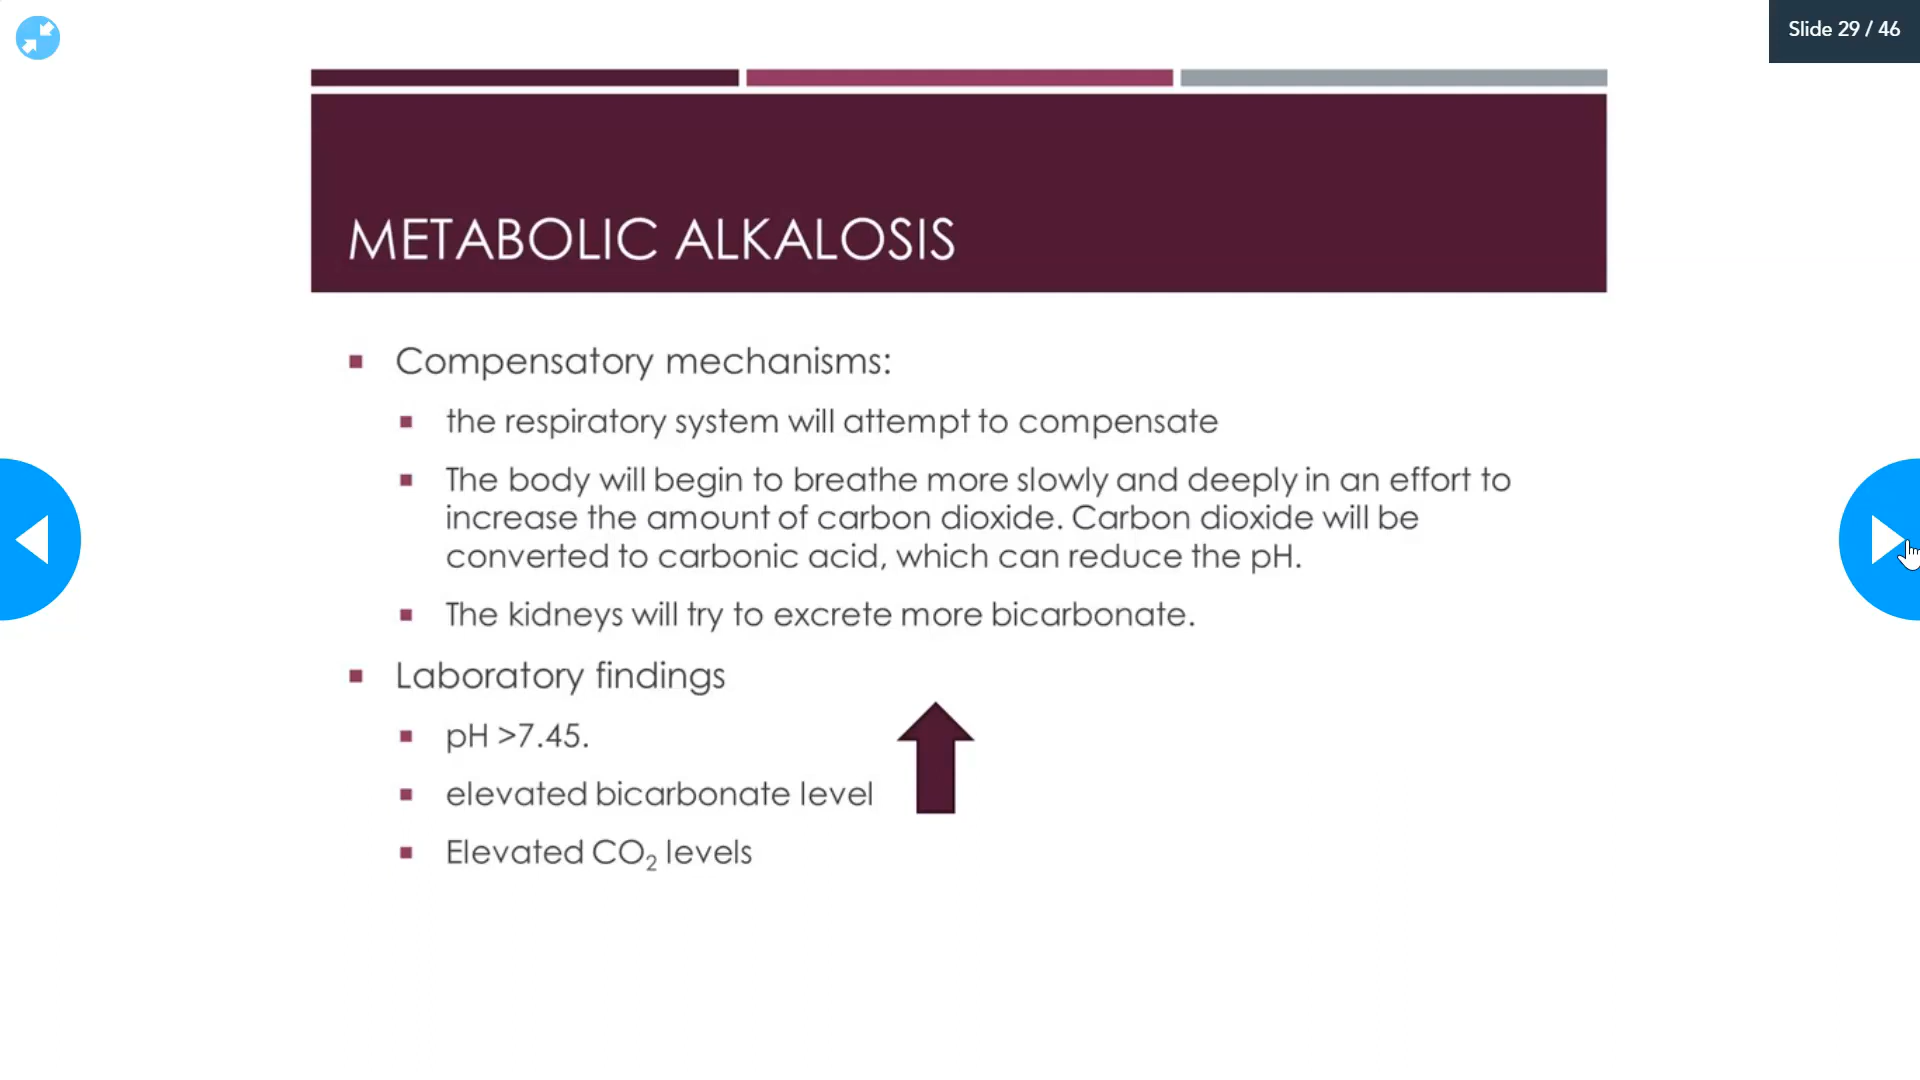 Slide 29 / 46
METABOLIC ALKALOSIS
Compensatory mechanisms:
the respiratory system will attempt to compensate
The body will begin to breathe more slowly and deeply in an effort to
increase the amount of carbon dioxide. Carbon dioxide will be
converted to carbonic acid, which can reduce the pH.
The kidneys will try to excrete more bicarbonate.
Laboratory findings
pH >7.45.
elevated bicarbonate level
Elevated CO₂ levels